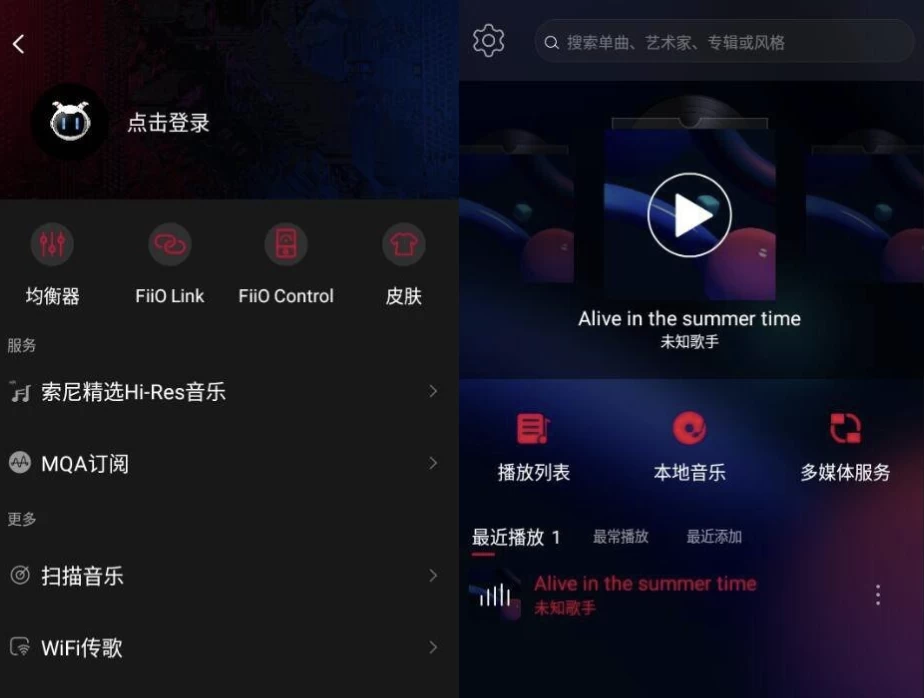 点击登录
均衡器
FiiO Link
FiiO Control
皮肤
服务
索尼精选Hi-Res音乐
MQA订阅
更多
扫描音乐
WiFi传歌
搜索单曲、艺术家、专辑或风格
Alive in the summer time
未知歌手
播放列表
本地音乐
多媒体服务
最近播放 1
最常播放
最近添加
Alive in the summer time
未知歌手